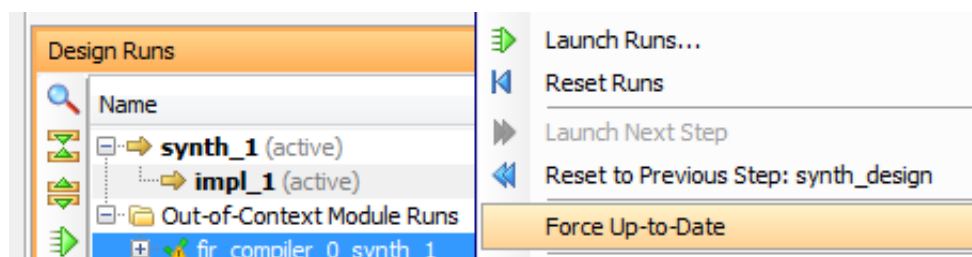 Design Runs
Name
synth_1 (active)
impl_1 (active)
Out-of-Context Module Runs
fir_compiler_0_synth_1
Launch Runs...
Reset Runs
Launch Next Step
Reset to Previous Step: synth_design
Force Up-to-Date